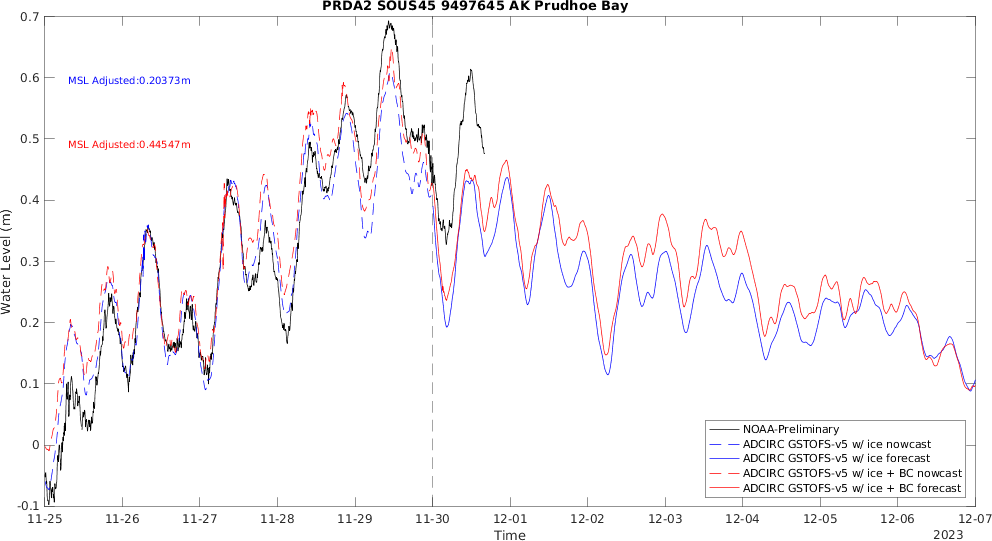 PRDA2 SOUS45 9497645 AK Prudhoe Bay
0.7
0.6
0.5
0.4
0.3
0.2
0.1
0
-0.1
Water Level (m)
MSL Adjusted:0.20373m
MSL Adjusted:0.44547m
NOAA-Preliminary
ADCIRC GSTOFS-v5 w/ ice nowcast
ADCIRC GSTOFS-v5 w/ ice forecast
ADCIRC GSTOFS-v5 w/ ice + BC nowcast
ADCIRC GSTOFS-v5 w/ ice + BC forecast
11-25 11-26 11-27 11-28 11-29 11-30 12-01 12-02 12-03 12-04 12-05 12-06 12-07
Time
2023